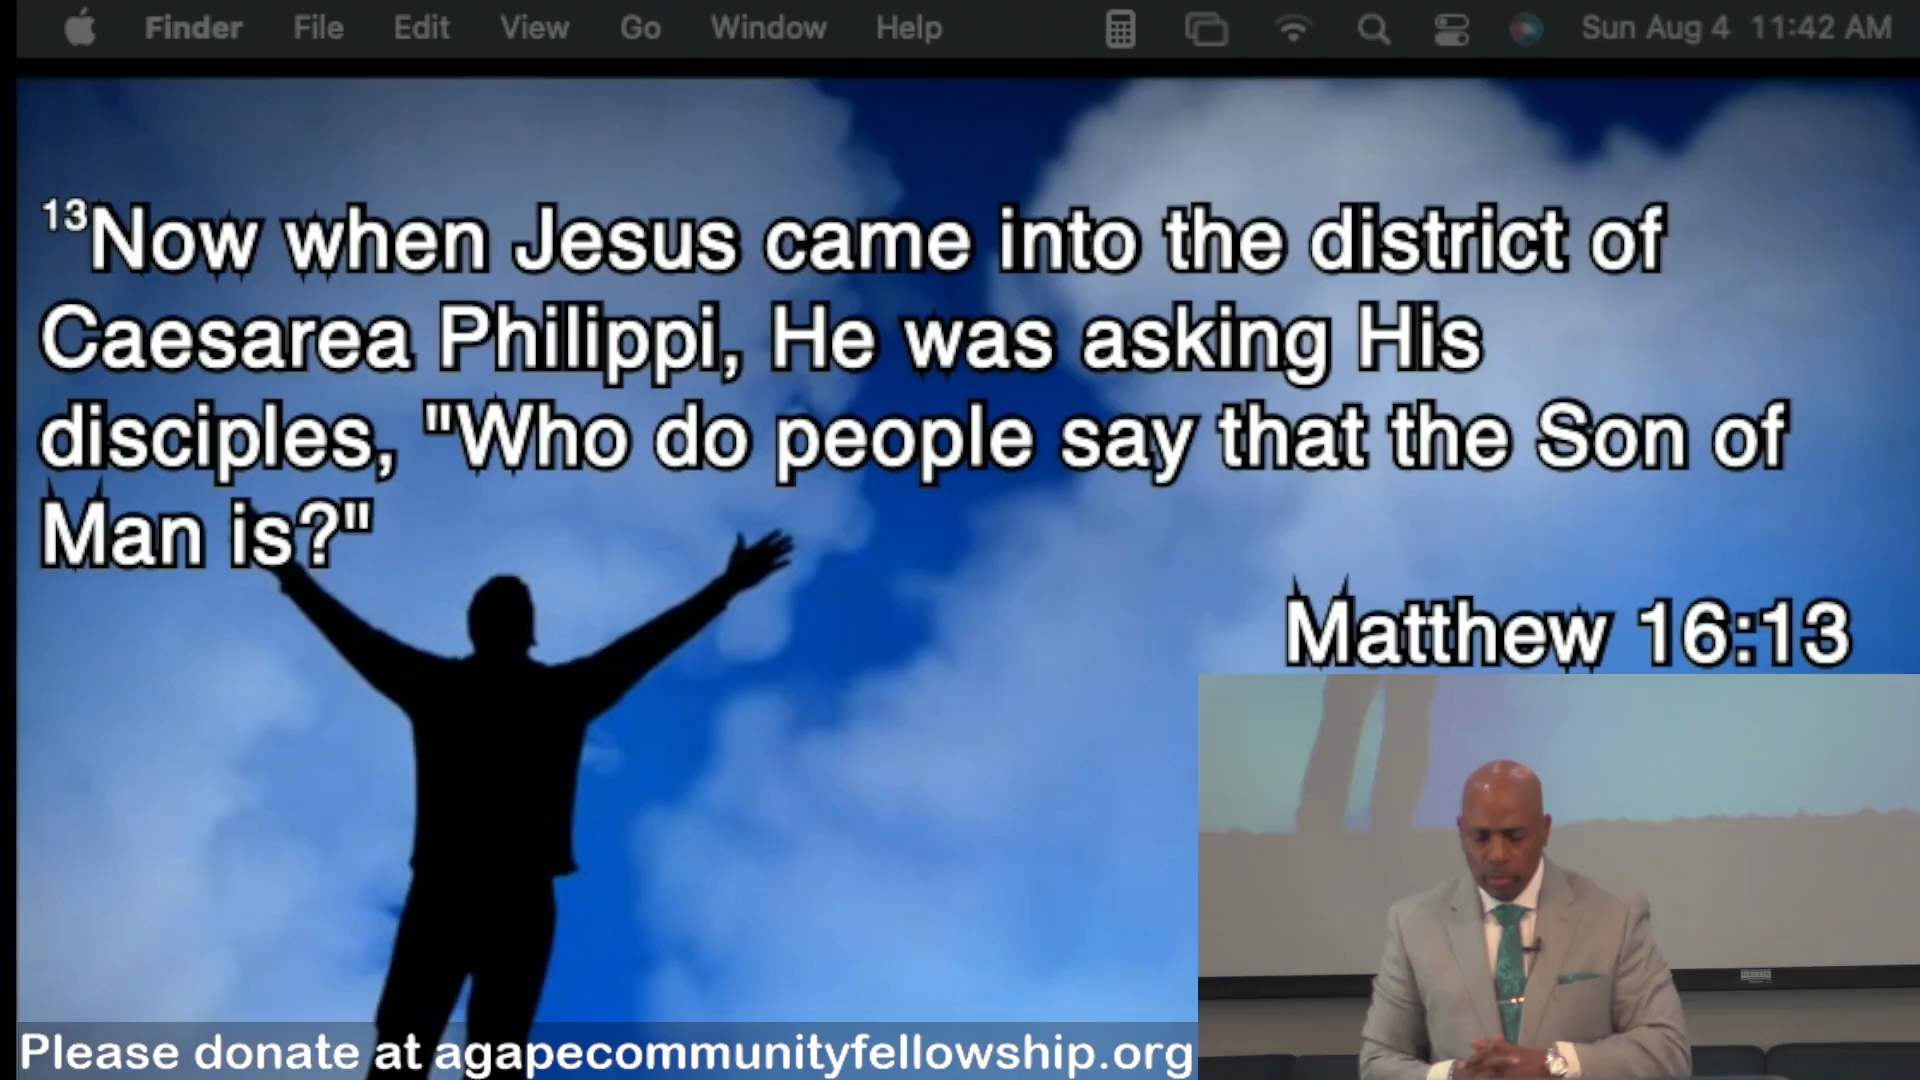 Finder File Edit View Go Window Help Sun Aug 4 11:42 AM
13Now when Jesus came into the district of
Caesarea Philippi, He was asking His
disciples, "Who do people say that the Son of
Man is?"
Matthew 16:13
Please donate at agapecommunityfellowship.org